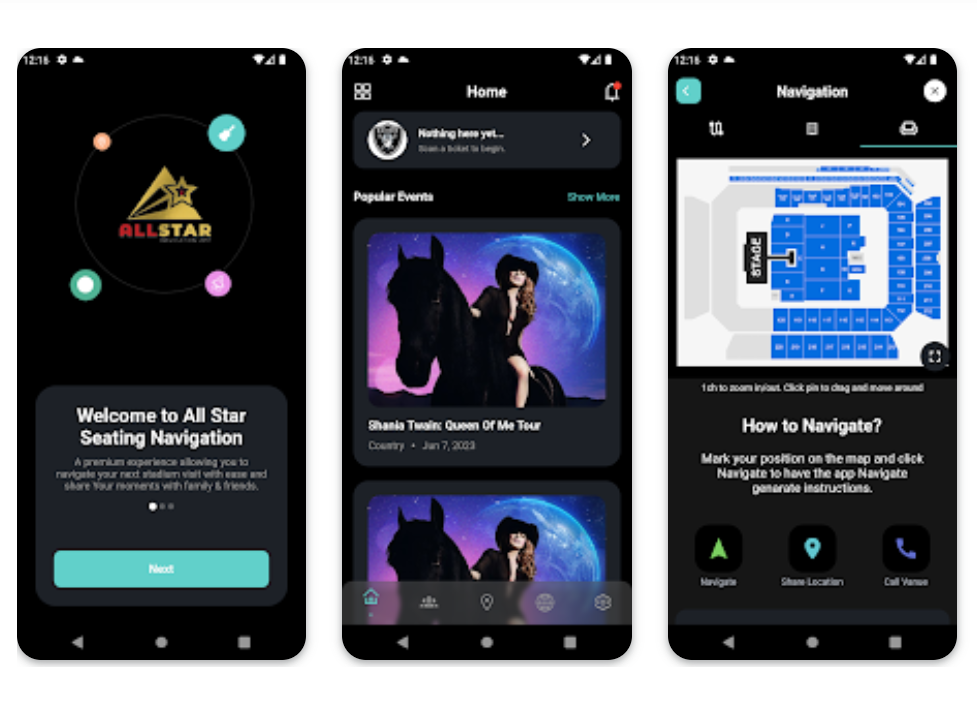 12:16
ALLSTAR
Welcome to All Star
Seating Navigation
A premium experience allowing you to
navigate your next stadium visit with ease and
share Your moments with family & friends.
Next
12:16
Home
Nothing here yet...
Scan a ticket to begin.
Popular Events
Show More
Shania Twain: Queen Of Me Tour
Country • Jun 7, 2023
12:16
Navigation
STAGE
to zoom in/out. Click pin to drag and move around
How to Navigate?
Mark your position on the map and click
Navigate to have the app Navigate
genarate instructions.
Navigate
Share Location
Call Venue